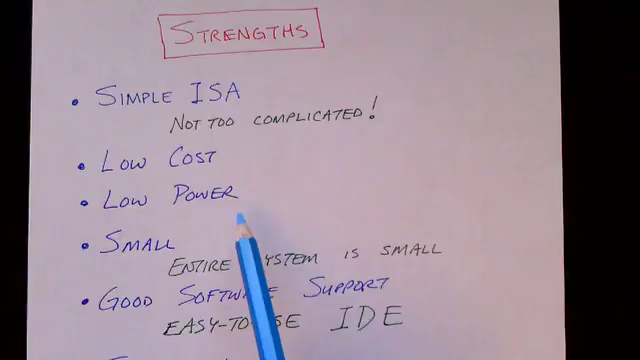 STRENGTHS
• SIMPLE ISA
NOT TOO COMPLICATED!
• LOW COST
• LOW POWER
• SMALL
ENTIRE SYSTEM IS SMALL
• GOOD SOFTWARE SUPPORT
EASY-TO-USE IDE